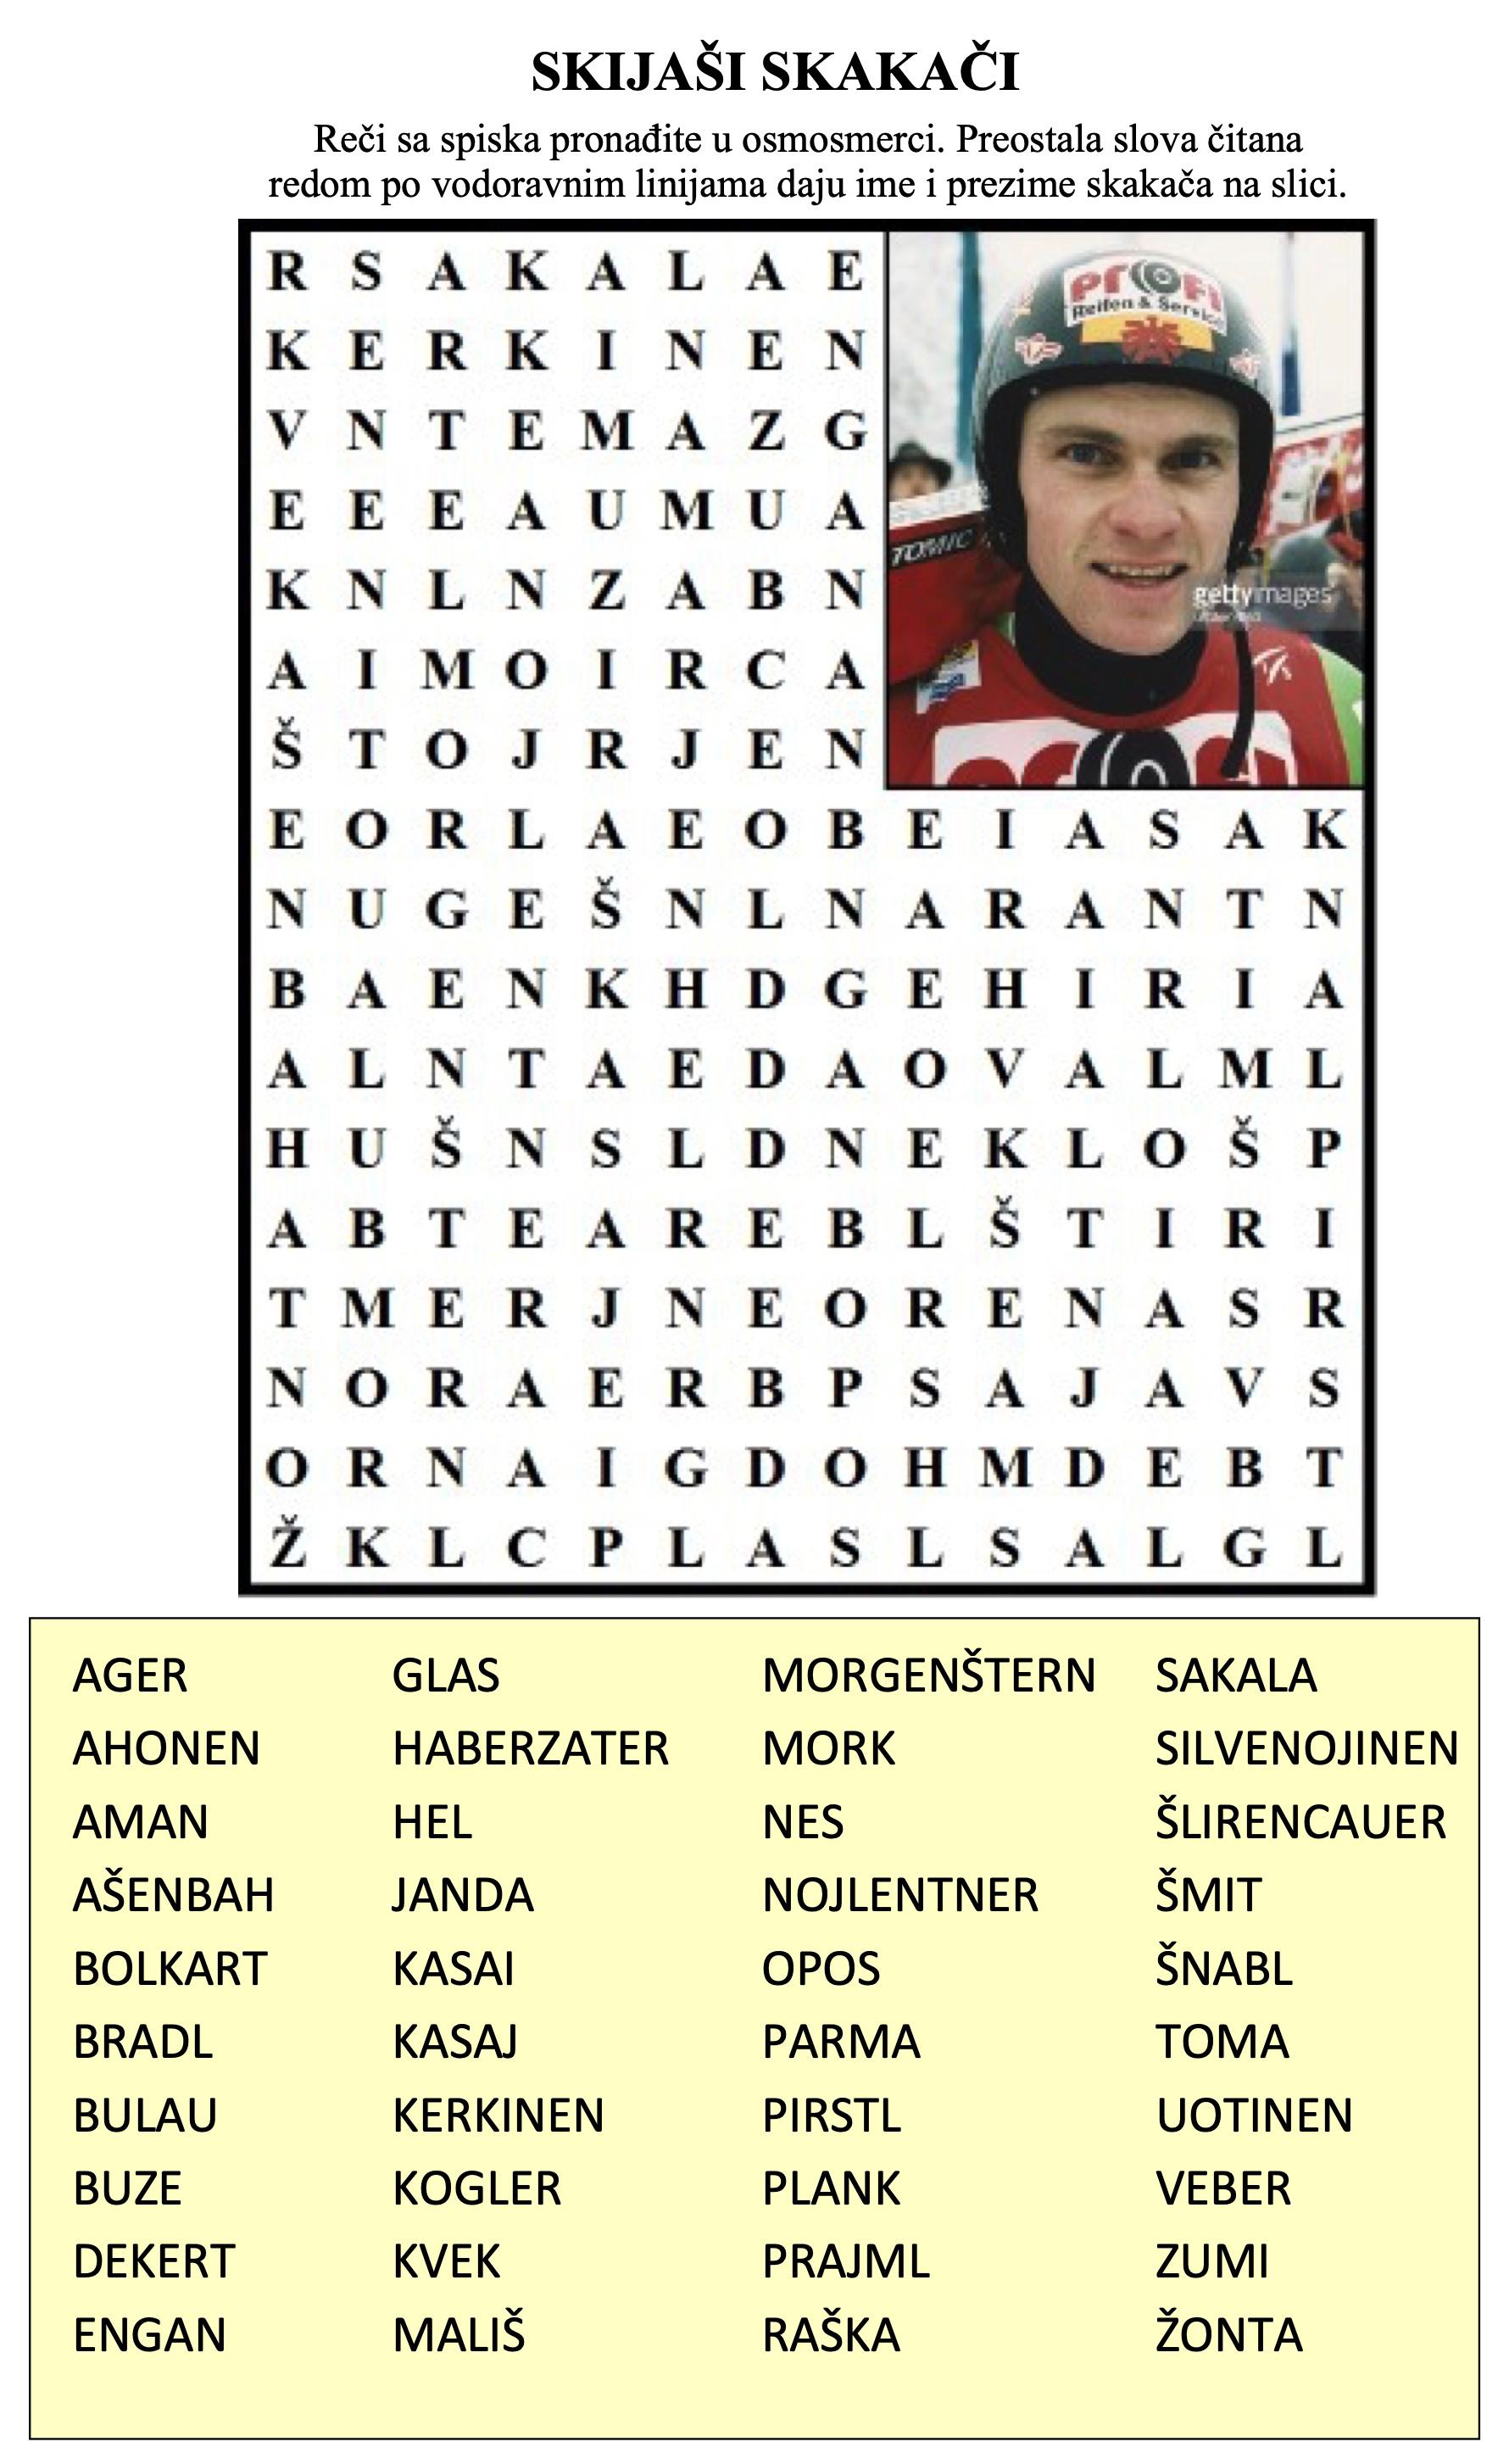 SKIJAŠI SKAKAČI
Reči sa spiska pronađite u osmosmerci. Preostala slova čitana
redom po vodoravnim linijama daju ime i prezime skakača na slici.
R S A K A L A E
K E R K I N E N
V N T E M A Z G
E E E A U M U A
K N L N Z A B N
A I M O I R C A
Š T O J R J E N
E O R L A E O B E I A S A K
N U G E Š N L N A R A N T N
B A E N K H D G E H I R I A
A L N T A E D A O V A L M L
H U Š N S L D N E K L O Š P
A B T E A R E B L Š T I R I
T M E R J N E O R E N A S R
N O R A E R B P S A J A V S
O R N A I G D O H M D E B T
Ž K L C P L A S L S A L G L
PROFI
Reifen & Service
TOMIC
gettyimages
AGER GLAS MORGENŠTERN SAKALA
AHONEN HABERZATER MORK SILVENOJINEN
AMAN HEL NES ŠLIRENCAUER
AŠENBAH JANDA NOJLENTNER ŠMIT
BOLKART KASAI OPOS ŠNABL
BRADL KASAJ PARMA TOMA
BULAU KERKINEN PIRSTL UOTINEN
BUZE KOGLER PLANK VEBER
DEKERT KVEK PRAJML ZUMI
ENGAN MALIŠ RAŠKA ŽONTA